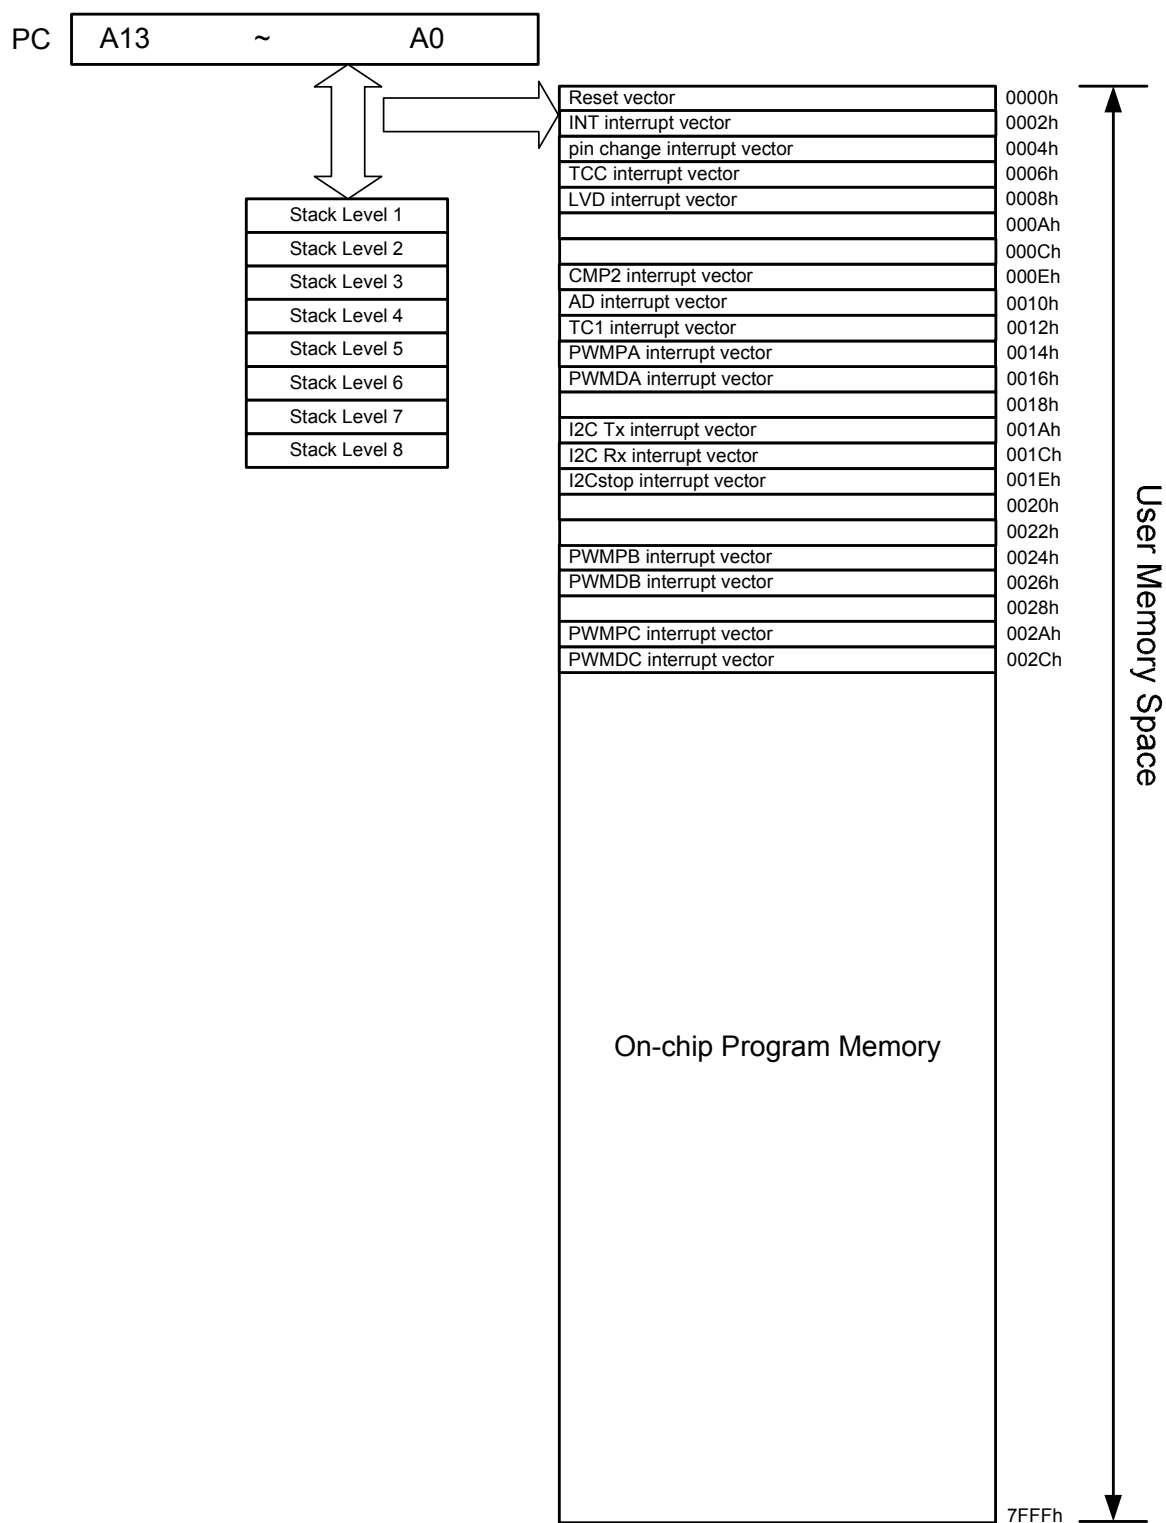 PC A13 ~ A0
Reset vector 0000h
INT interrupt vector 0002h
pin change interrupt vector 0004h
TCC interrupt vector 0006h
LVD interrupt vector 0008h
000Ah
000Ch
CMP2 interrupt vector 000Eh
AD interrupt vector 0010h
TC1 interrupt vector 0012h
PWMPA interrupt vector 0014h
PWMDA interrupt vector 0016h
0018h
I2C Tx interrupt vector 001Ah
I2C Rx interrupt vector 001Ch
I2Cstop interrupt vector 001Eh
0020h
0022h
PWMPB interrupt vector 0024h
PWMDB interrupt vector 0026h
0028h
PWMPC interrupt vector 002Ah
PWMDC interrupt vector 002Ch
On-chip Program Memory
7FFFh
Stack Level 1
Stack Level 2
Stack Level 3
Stack Level 4
Stack Level 5
Stack Level 6
Stack Level 7
Stack Level 8
User Memory Space